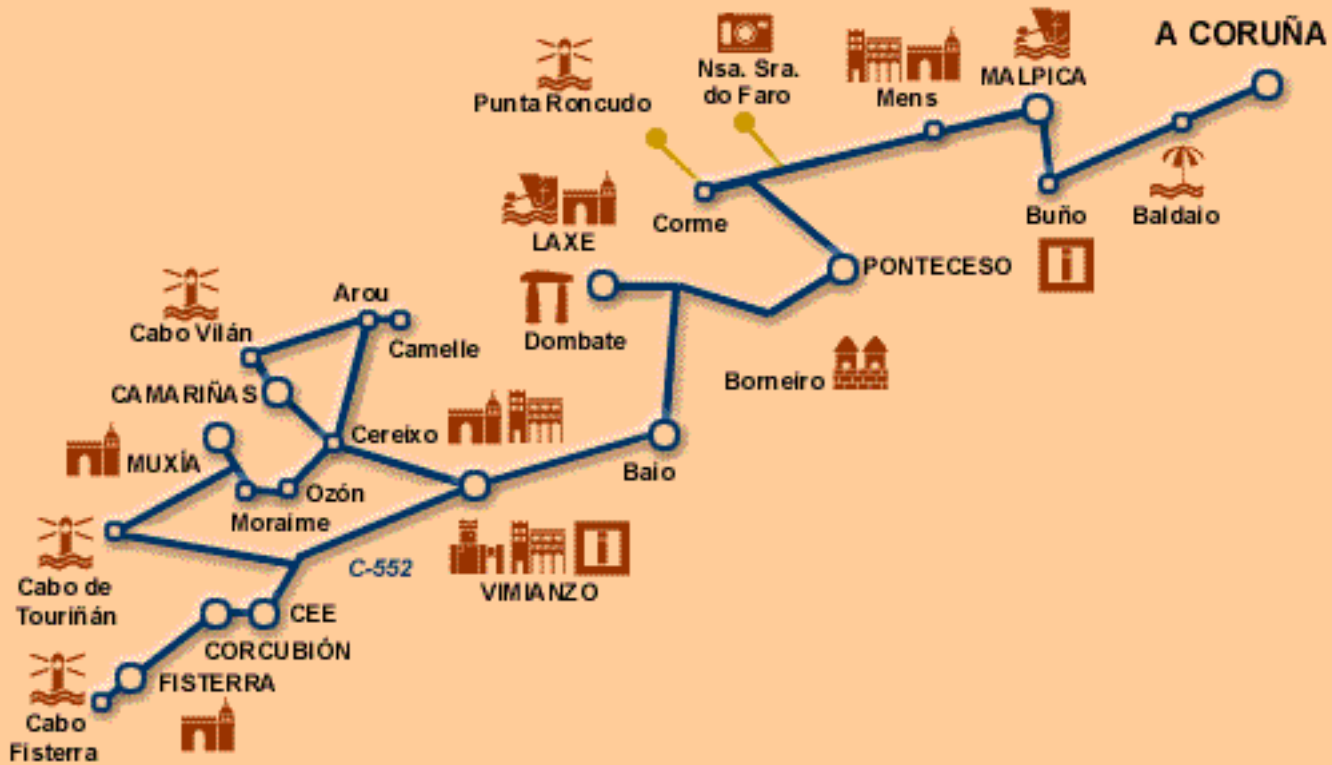 A CORUÑA
Nsa. Sra.
do Faro
MALPICA
Punta Roncudo
Mens
Corme
Buño
Baldaio
LAXE
PONTECESO
Arou
Cabo Vilán
Camelle
Dombate
Borneiro
CAMARIÑAS
Cereixo
MUXÍA
Baio
Ozón
Moraime
C-552
Cabo de
Touriñán
VIMIANZO
CEE
CORCUBIÓN
FISTERRA
Cabo
Fisterra